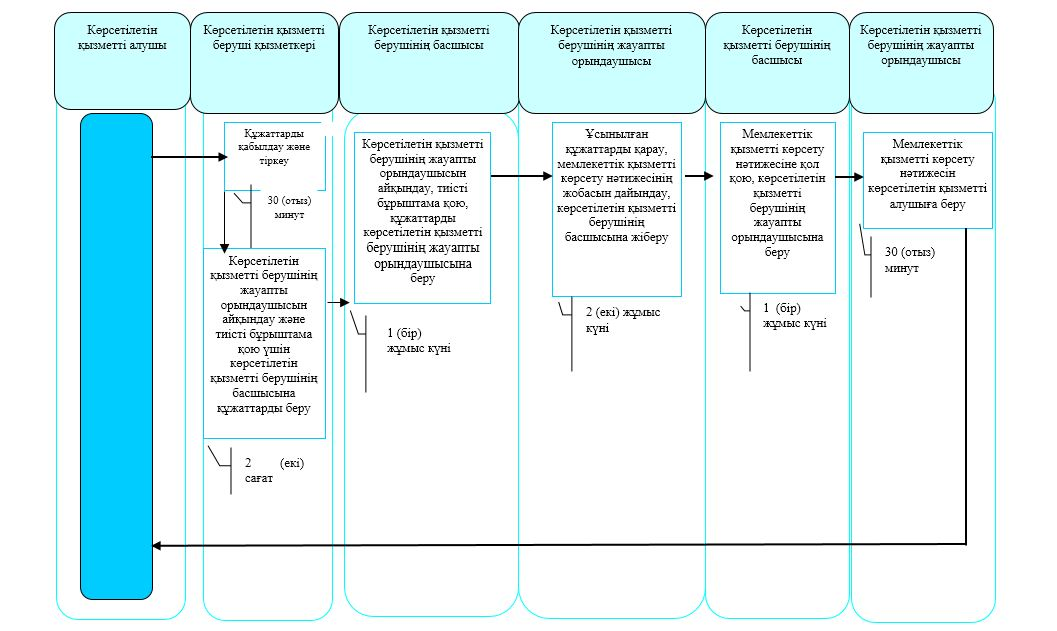 Көрсетілетін
қызметті алушы
Көрсетілетін қызметті
беруші қызметкері
Көрсетілетін қызметті
берушінің басшысы
Көрсетілетін қызметті
берушінің жауапты
орындаушысы
Көрсетілетін
қызметті берушінің
басшысы
Көрсетілетін қызметті
берушінің жауапты
орындаушысы
Құжаттарды
қабылдау және
тіркеу
30 (отыз)
минут
Көрсетілетін
қызметті берушінің
жауапты
орындаушысын
айқындау және
тиісті бұрыштама
қою үшін
көрсетілетін
қызметті берушінің
басшысына
құжаттарды беру
2 (екі)
сағат
Көрсетілетін қызметті
берушінің жауапты
орындаушысын
айқындау, тиісті
бұрыштама қою,
құжаттарды
көрсетілетін қызметті
берушінің жауапты
орындаушысына
беру
1 (бір)
жұмыс күні
Ұсынылған
құжаттарды қарау,
мемлекеттік қызметті
көрсету нәтижесінің
жобасын дайындау,
көрсетілетін қызметті
берушінің
басшысына жіберу
2 (екі) жұмыс
күні
Мемлекеттік
қызметті көрсету
нәтижесіне қол
қою, көрсетілетін
қызметті
берушінің
жауапты
орындаушысына
беру
1 (бір)
жұмыс күні
Мемлекеттік
қызметті көрсету
нәтижесін
көрсетілетін қызметті
алушыға беру
30 (отыз)
минут